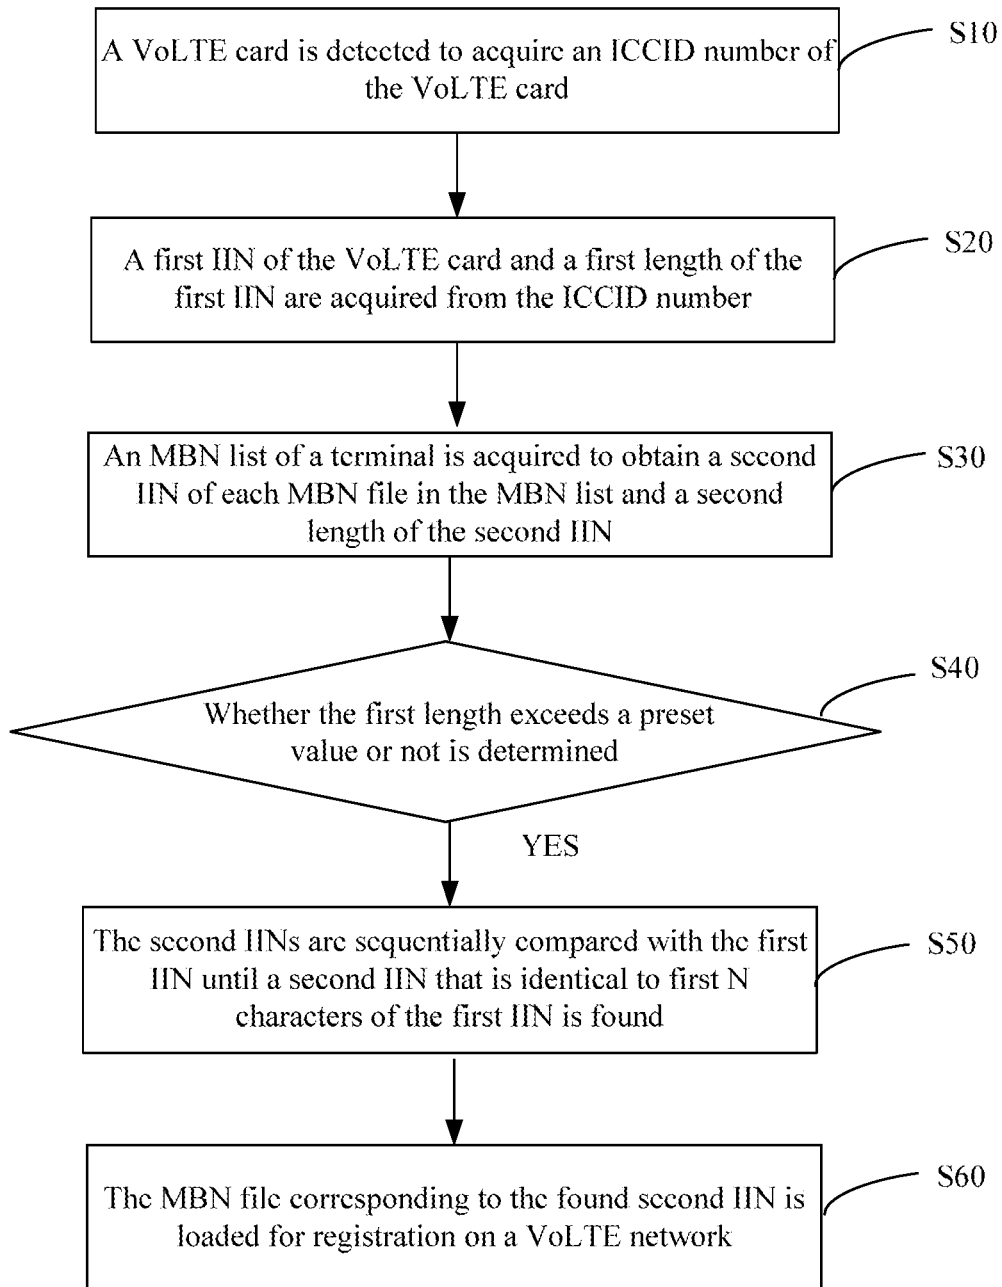 A VoLTE card is detected to acquire an ICCID number of
the VoLTE card
S10
A first IIN of the VoLTE card and a first length of the
first IIN are acquired from the ICCID number
S20
An MBN list of a terminal is acquired to obtain a second
IIN of each MBN file in the MBN list and a second
length of the second IIN
S30
Whether the first length exceeds a preset
value or not is determined
S40
YES
The second IINs are sequentially compared with the first
IIN until a second IIN that is identical to first N
characters of the first IIN is found
S50
The MBN file corresponding to the found second IIN is
loaded for registration on a VoLTE network
S60